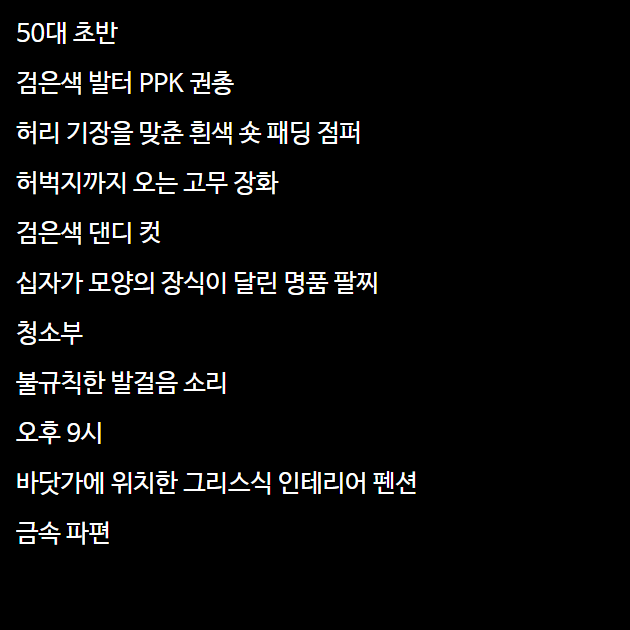 50대 초반
검은색 발터 PPK 권총
허리 기장을 맞춘 흰색 숏 패딩 점퍼
허벅지까지 오는 고무 장화
검은색 댄디 컷
십자가 모양의 장식이 달린 명품 팔찌
청소부
불규칙한 발걸음 소리
오후 9시
바닷가에 위치한 그리스식 인테리어 펜션
금속 파편